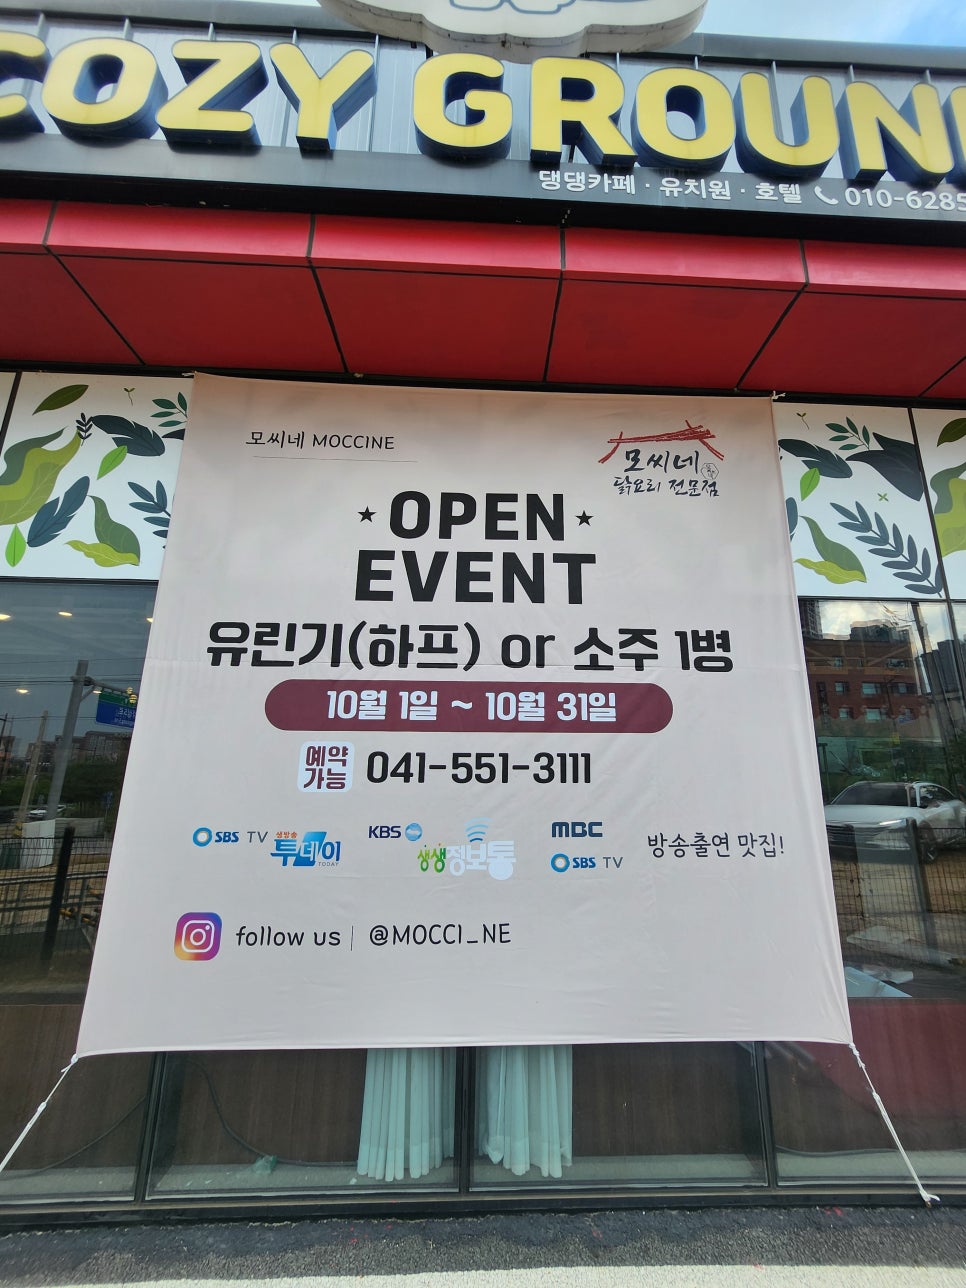 COZY GROUN
댕댕카페 · 유치원 · 호텔 010-6285
모씨네 MOCCINE
모씨네
닭요리 전문점
★ OPEN ★
EVENT
유린기(하프) or 소주 1병
10월 1일 ~ 10월 31일
예약
가능
041-551-3111
SBS TV 생방송 투데이 TODAY
KBS 생생정보통
MBC
SBS TV
방송출연 맛집!
follow us | @MOCCI_NE